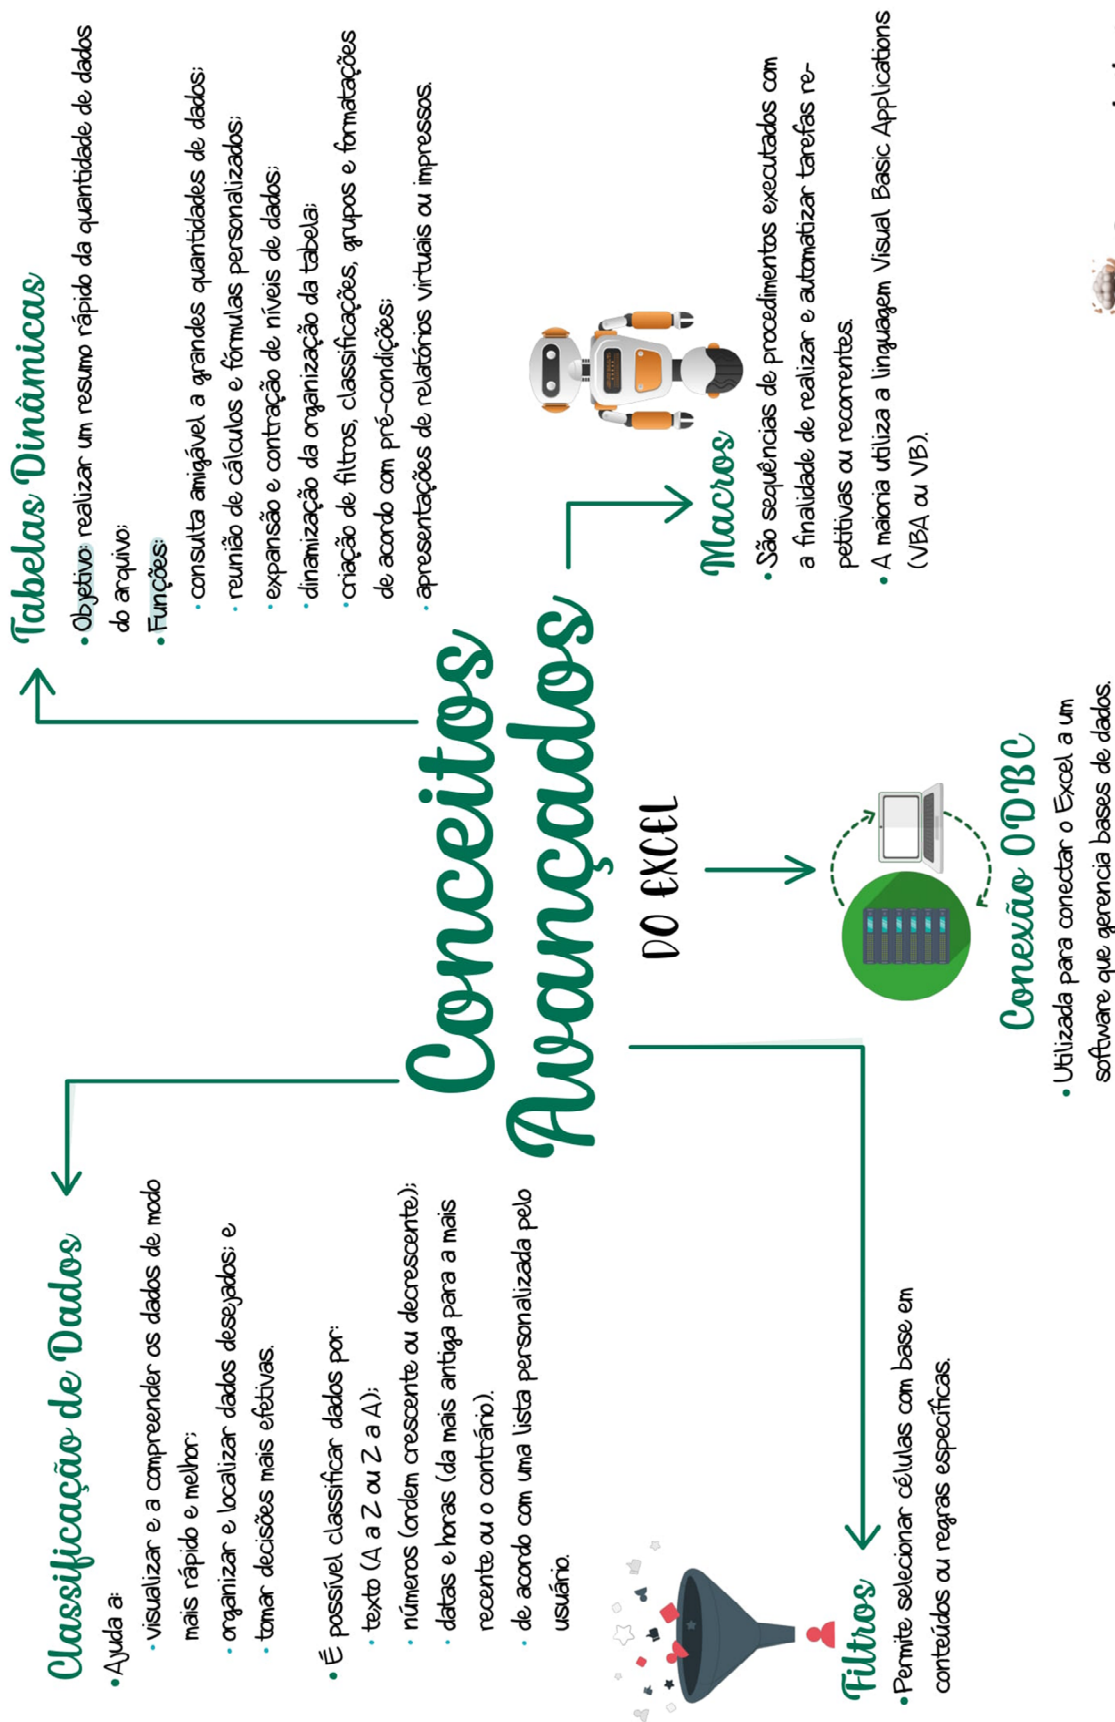 Conceitos
Avançados
DO EXCEL
Classificação de Dados
• Ajuda a:
· visualizar e a compreender os dados de modo
mais rápido e melhor;
· organizar e localizar dados desejados; e
· tomar decisões mais efetivas.
• É possível classificar dados por:
· texto (A a Z ou Z a A);
· números (ordem crescente ou decrescente);
· datas e horas (da mais antiga para a mais
recente ou o contrário).
· de acordo com uma lista personalizada pelo
usuário.
Tabelas Dinâmicas
• Objetivo: realizar um resumo rápido da quantidade de dados
do arquivo;
• Funções:
· consulta amigável a grandes quantidades de dados;
· reunião de cálculos e fórmulas personalizados;
· expansão e contração de níveis de dados;
· dinamização da organização da tabela;
· criação de filtros, classificações, grupos e formatações
de acordo com pré-condições;
· apresentações de relatórios virtuais ou impressos.
Filtros
• Permite selecionar células com base em
conteúdos ou regras específicas.
Conexão ODBC
• Utilizada para conectar o Excel a um
software que gerencia bases de dados.
Macros
• São sequências de procedimentos executados com
a finalidade de realizar e automatizar tarefas re-
petitivas ou recorrentes.
• A maioria utiliza a linguagem Visual Basic Applications
(VBA ou VB).